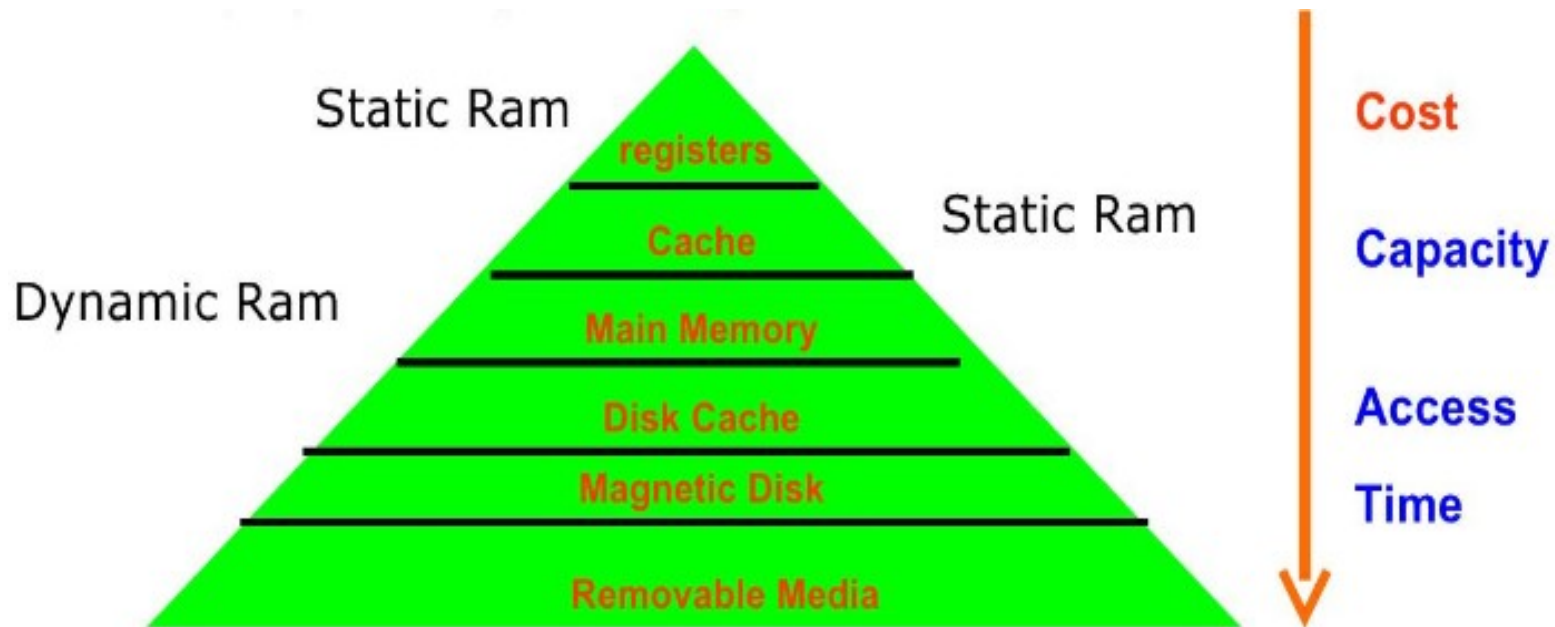 Static Ram
registers
Cache
Static Ram
Dynamic Ram
Main Memory
Disk Cache
Magnetic Disk
Removable Media
Cost
Capacity
Access
Time